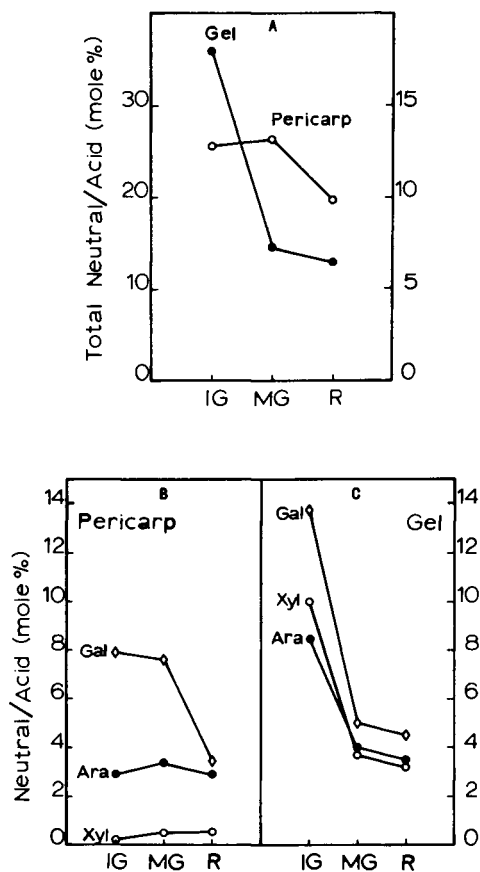 A
Gel
Pericarp
Total Neutral/Acid (mole %)
30
20
10
0
15
10
5
0
IG MG R
B
Pericarp
C
Gel
Neutral/Acid (mole %)
14
12
10
8
6
4
2
0
Gal
Ara
Xyl
Gal
Xyl
Ara
14
12
10
8
6
4
2
0
IG MG R
IG MG R